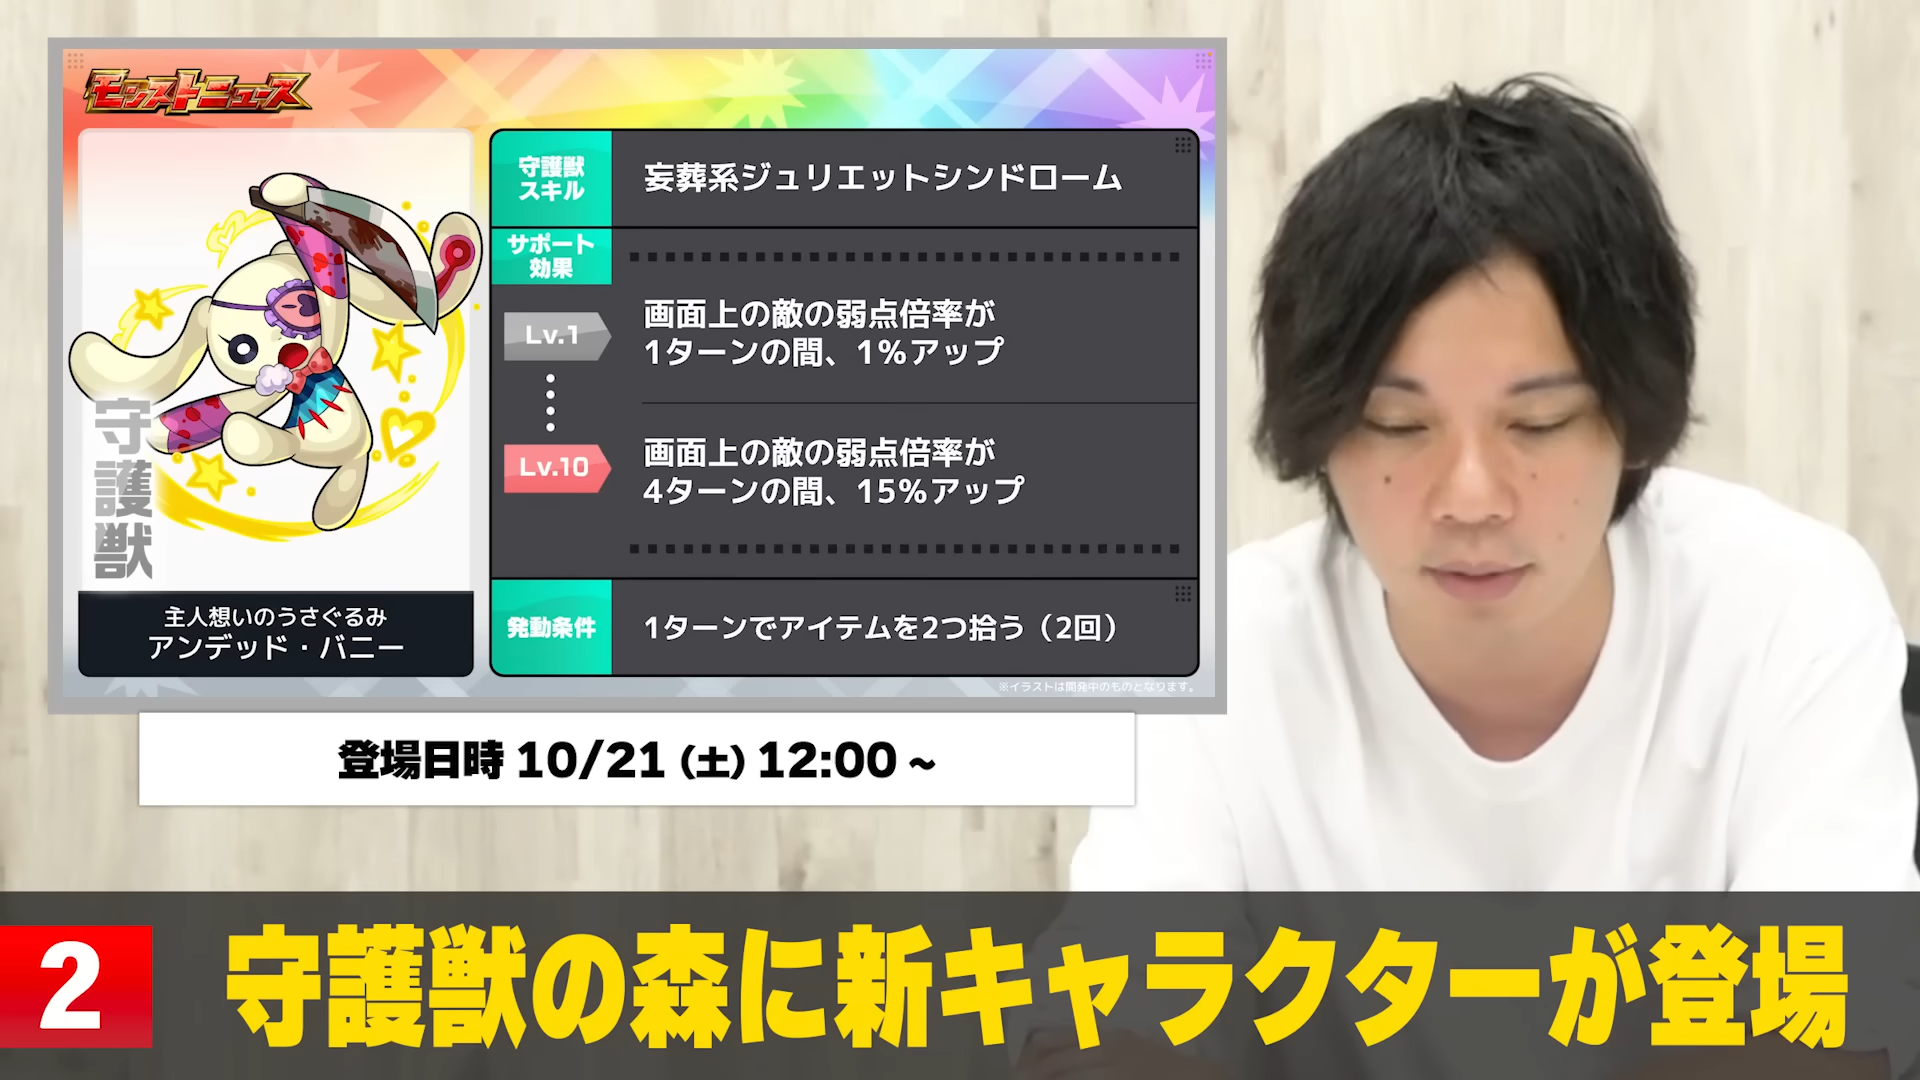 モンストニュース
守護獣
スキル
妄葬系ジュリエットシンドローム
サポート
効果
Lv.1
画面上の敵の弱点倍率が
1ターンの間、1%アップ
Lv.10
画面上の敵の弱点倍率が
4ターンの間、15%アップ
発動条件
1ターンでアイテムを2つ拾う（2回）
守護獣
主人想いのうさぐるみ
アンデッド・バニー
※イラストは開発中のものとなります。
登場日時 10/21 (土) 12:00 ~
2
守護獣の森に新キャラクターが登場